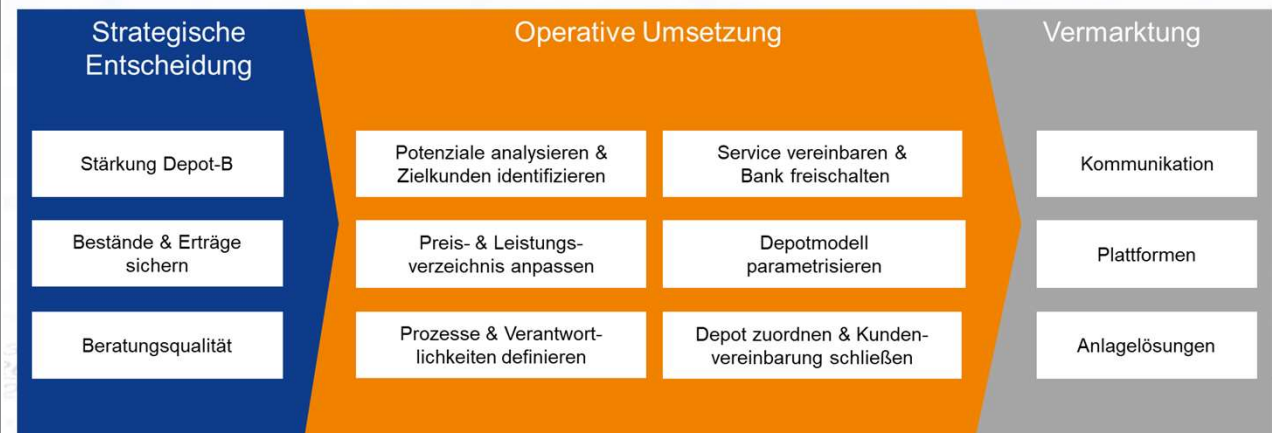 Strategische
Entscheidung
Stärkung Depot-B
Bestände & Erträge
sichern
Beratungsqualität
Operative Umsetzung
Potenziale analysieren &
Zielkunden identifizieren
Service vereinbaren &
Bank freischalten
Preis- & Leistungs-
verzeichnis anpassen
Depotmodell
parametrisieren
Prozesse & Verantwort-
lichkeiten definieren
Depot zuordnen & Kunden-
vereinbarung schließen
Vermarktung
Kommunikation
Plattformen
Anlagelösungen